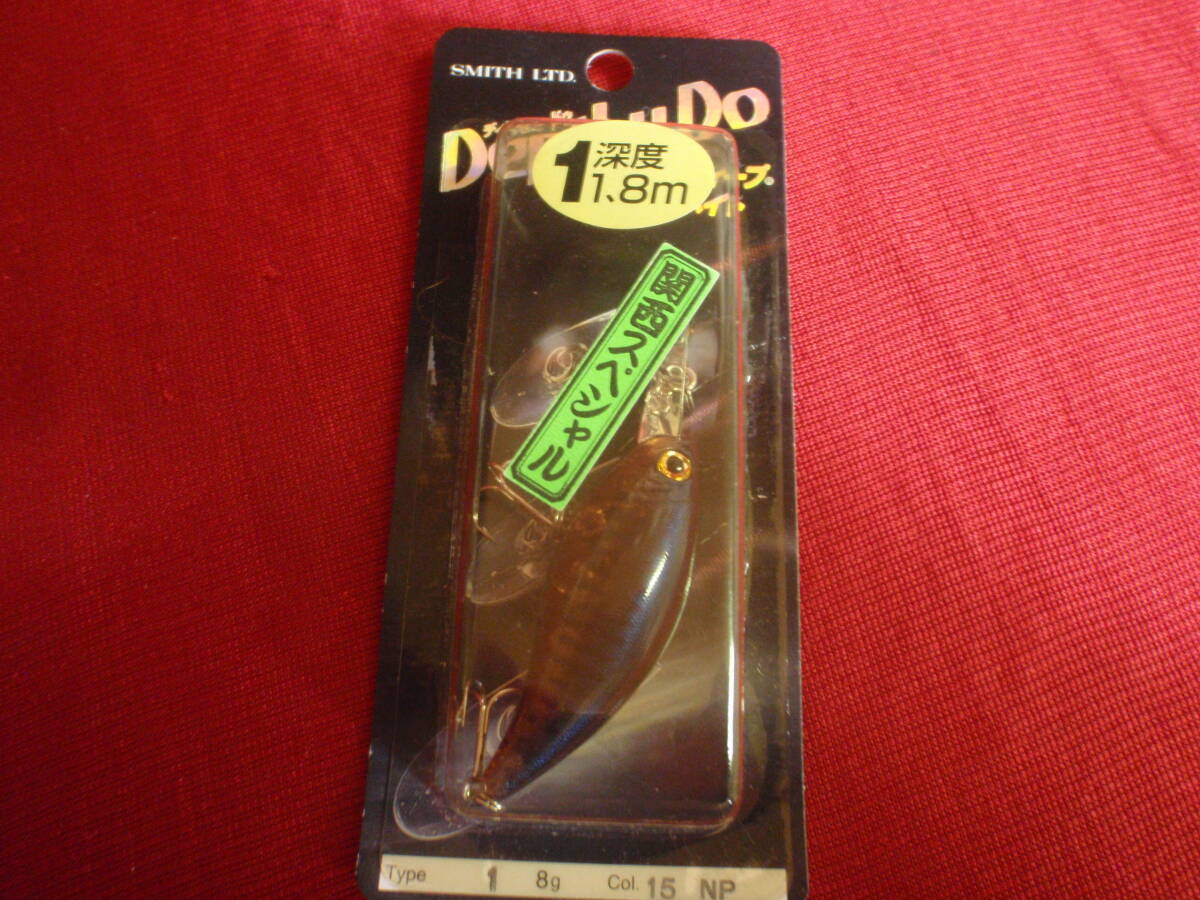 SMITH LTD.
Do
1
深度
1、8m
関西スペシャル
Type 1 8g Col. 15 NP